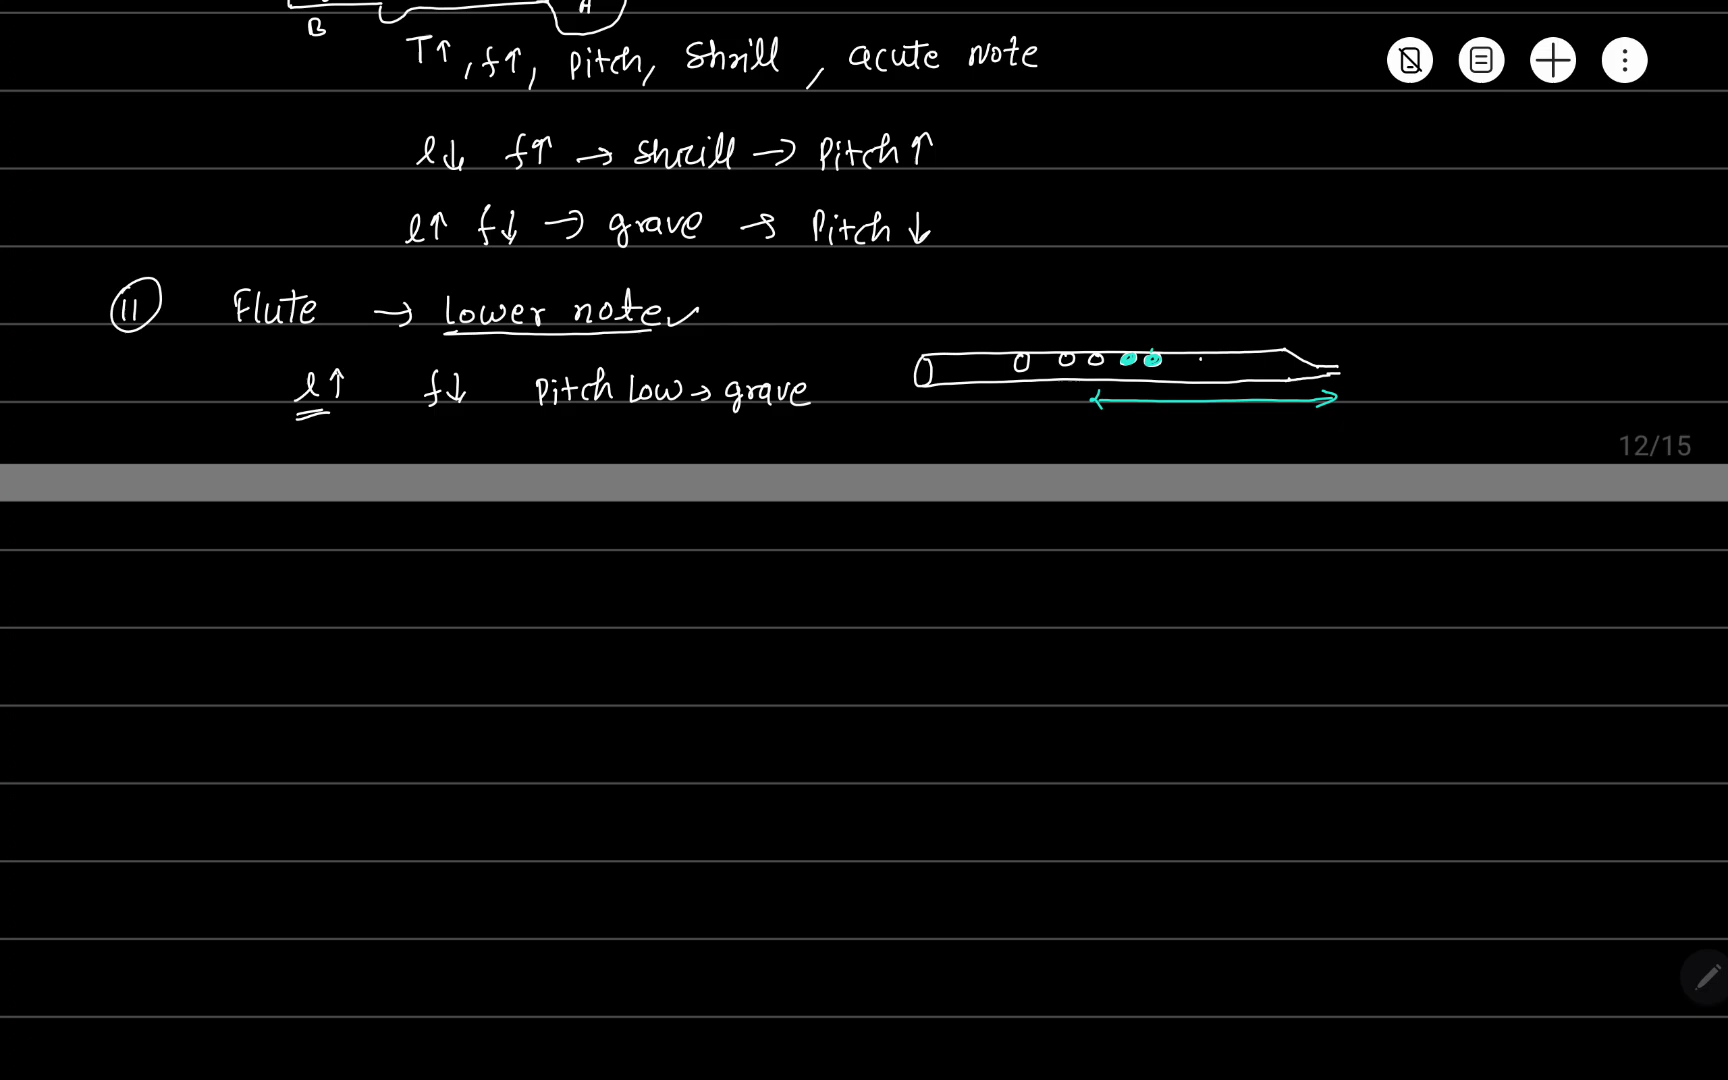 B A
T↑, f↑, pitch, shrill, acute note
l↓ f↑ → shrill → Pitch↑
l↑ f↓ → grave → Pitch ↓
(11) Flute → lower note✓
l↑ f↓ pitch low → grave
12/15